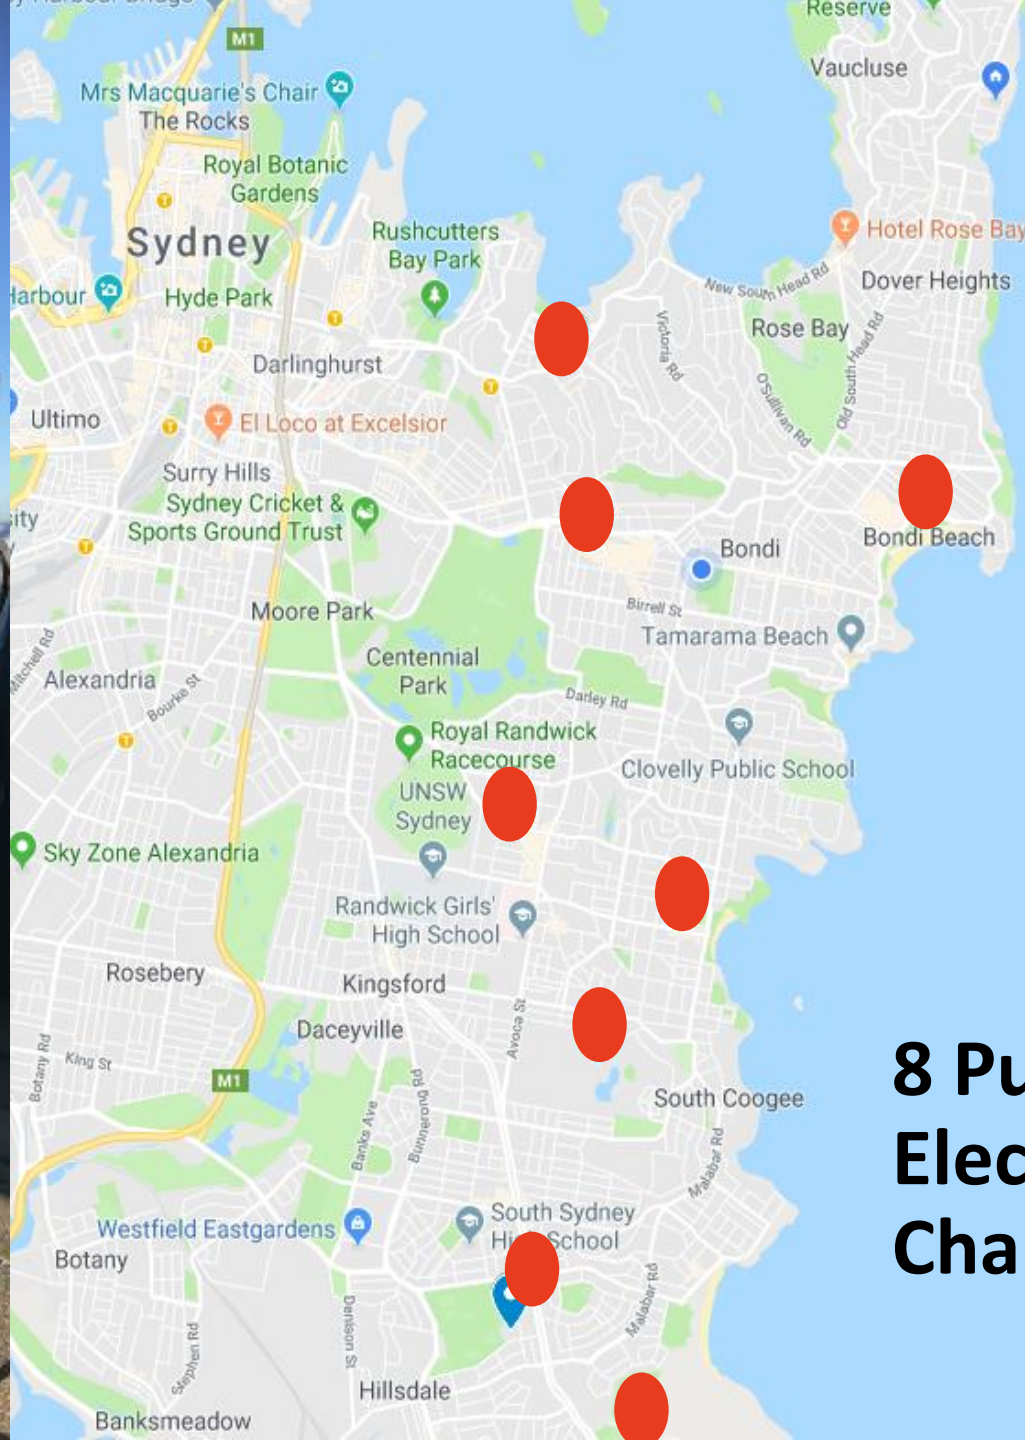 M1
Reserve
Vaucluse
Mrs Macquarie's Chair
The Rocks
Royal Botanic
Gardens
Sydney
Rushcutters
Bay Park
Hotel Rose Bay
Dover Heights
New South Head Rd
Harbour
Hyde Park
Victoria Rd
Rose Bay
Old South Head Rd
Darlinghurst
O'Sullivan Rd
Ultimo
El Loco at Excelsior
Surry Hills
Sydney Cricket &
Sports Ground Trust
Bondi Beach
Bondi
Birrell St
Moore Park
Tamarama Beach
Mitchell Rd
Centennial
Park
Alexandria
Bourke St
Darley Rd
Royal Randwick
Racecourse
Clovelly Public School
UNSW
Sydney
Sky Zone Alexandria
Randwick Girls'
High School
Rosebery
Kingsford
Daceyville
Avoca St
Botany Rd
King St
M1
Banks Ave
Bunnerong Rd
South Coogee
8 Pu
Elec
Cha
Malabar Rd
South Sydney
High School
Westfield Eastgardens
Botany
Malabar Rd
Denison St
Stephen Rd
Hillsdale
Banksmeadow